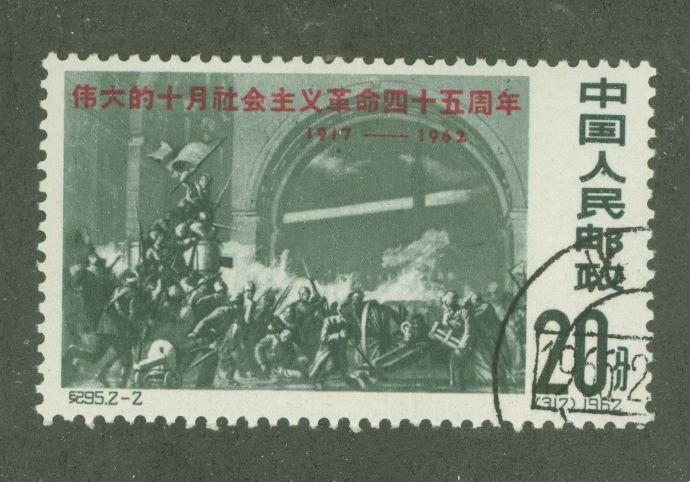 伟大的十月社会主义革命四十五周年
1917 — 1962
中国人民邮政
20
纪95.2-2
(317) 1962